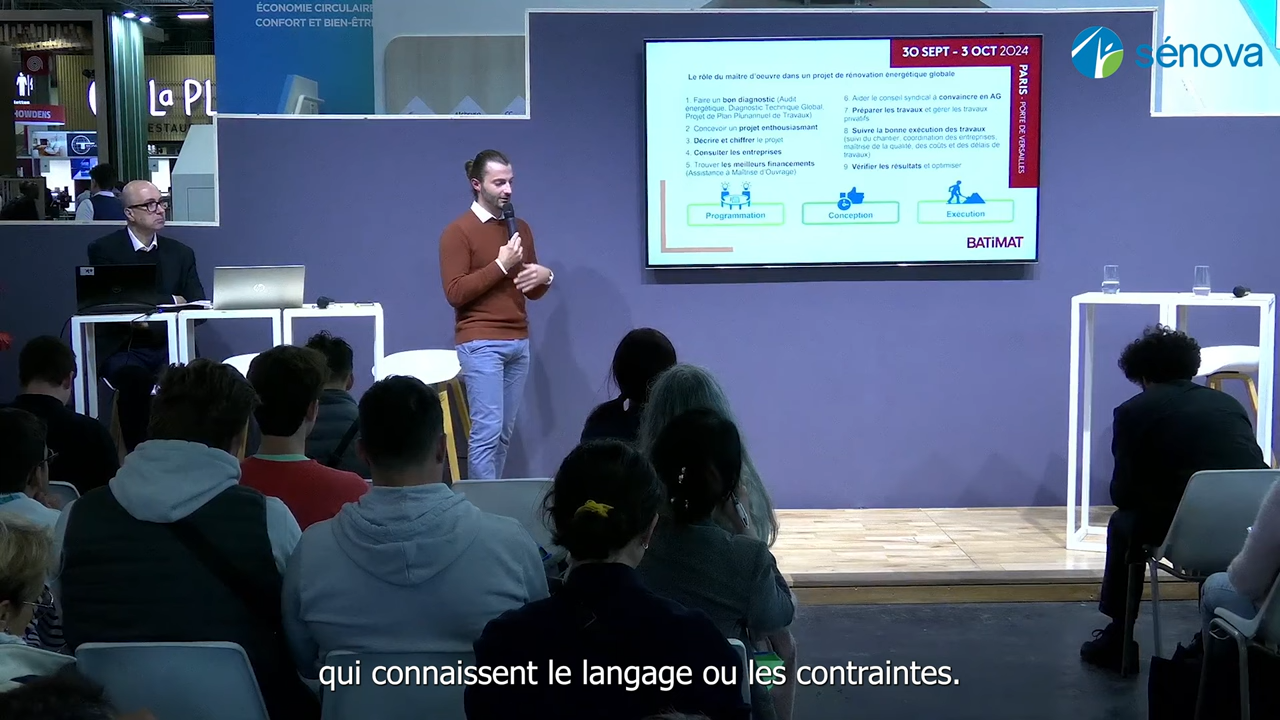 ÉCONOMIE CIRCULAIRE
CONFORT ET BIEN-ÊTRE
LA PL
ESTAU
HOWDENS
30 SEPT - 3 OCT 2024
PARIS - PORTE DE VERSAILLES
sénova
Le rôle du maitre d'oeuvre dans un projet de rénovation énergétique globale
1. Faire un bon diagnostic (Audit
énergétique, Diagnostic Technique Global,
Projet de Plan Pluriannuel de Travaux)
2. Concevoir un projet enthousiasmant
3. Décrire et chiffrer le projet
4. Consulter les entreprises
5. Trouver les meilleurs financements
(Assistance à Maîtrise d'Ouvrage)
6. Aider le conseil syndical à convaincre en AG
7. Préparer les travaux et gérer les travaux
privatifs
8. Suivre la bonne exécution des travaux
(suivi du chantier, coordination des entreprises,
maîtrise de la qualité, des coûts et des délais de
travaux)
9. Vérifier les résultats et optimiser
Programmation
Conception
Execution
BATIMAT
qui connaissent le langage ou les contraintes.